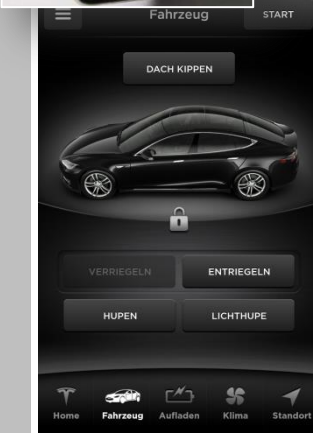 Fahrzeug START
DACH KIPPEN
VERRIEGELN ENTRIEGELN
HUPEN LICHTHUPE
Home Fahrzeug Aufladen Klima Standort